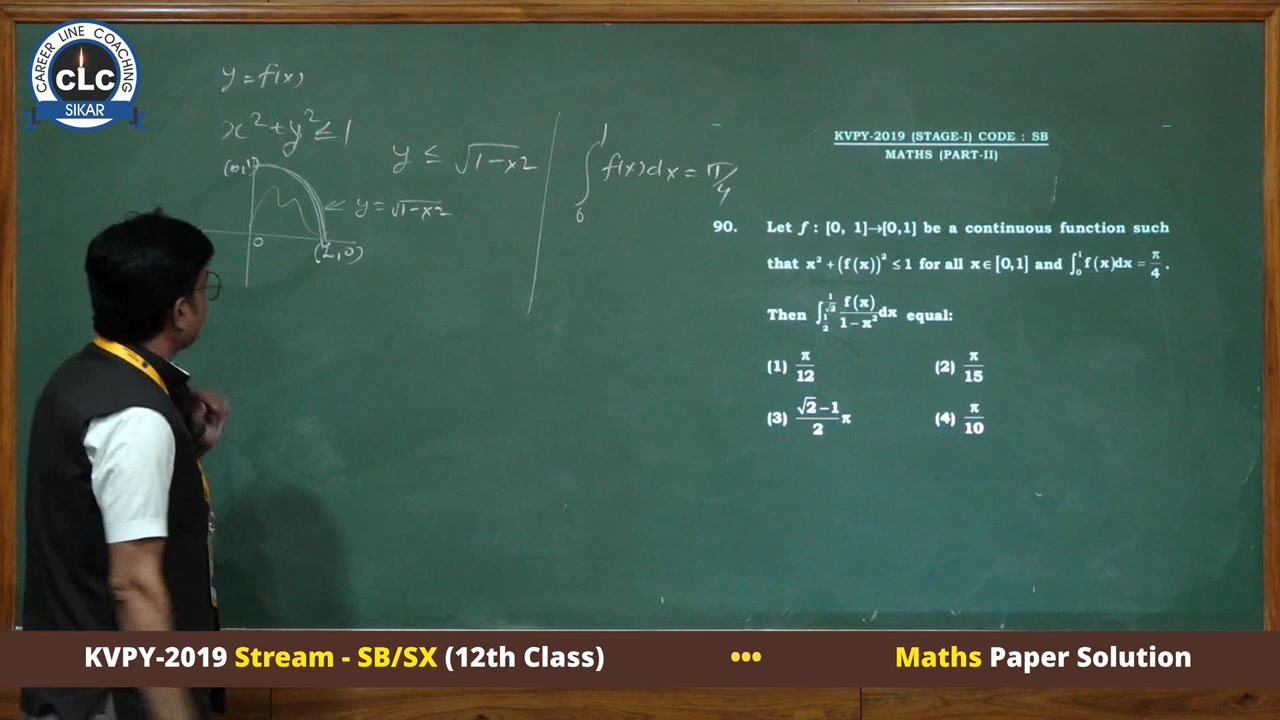 CAREER LINE COACHING
CLC
SIKAR
y = f(x)
x² + y² ≤ 1
(0,1)
y ≤ √1-x2
y = √1-x2
0
(1,0)
∫₀¹ f(x)dx = π/4
KVPY-2019 (STAGE-I) CODE : SB
MATHS (PART-II)
90. Let f : [0, 1]→[0,1] be a continuous function such
that x² + (f(x))² ≤ 1 for all x∈[0,1] and ∫₀¹ f(x)dx = π/4.
Then ∫_{1/2}^{1/√2} f(x)/(1-x²) dx equal:
(1) π/12 (2) π/15
(3) (√2-1)/2 π (4) π/10
KVPY-2019 Stream - SB/SX (12th Class) ••• Maths Paper Solution